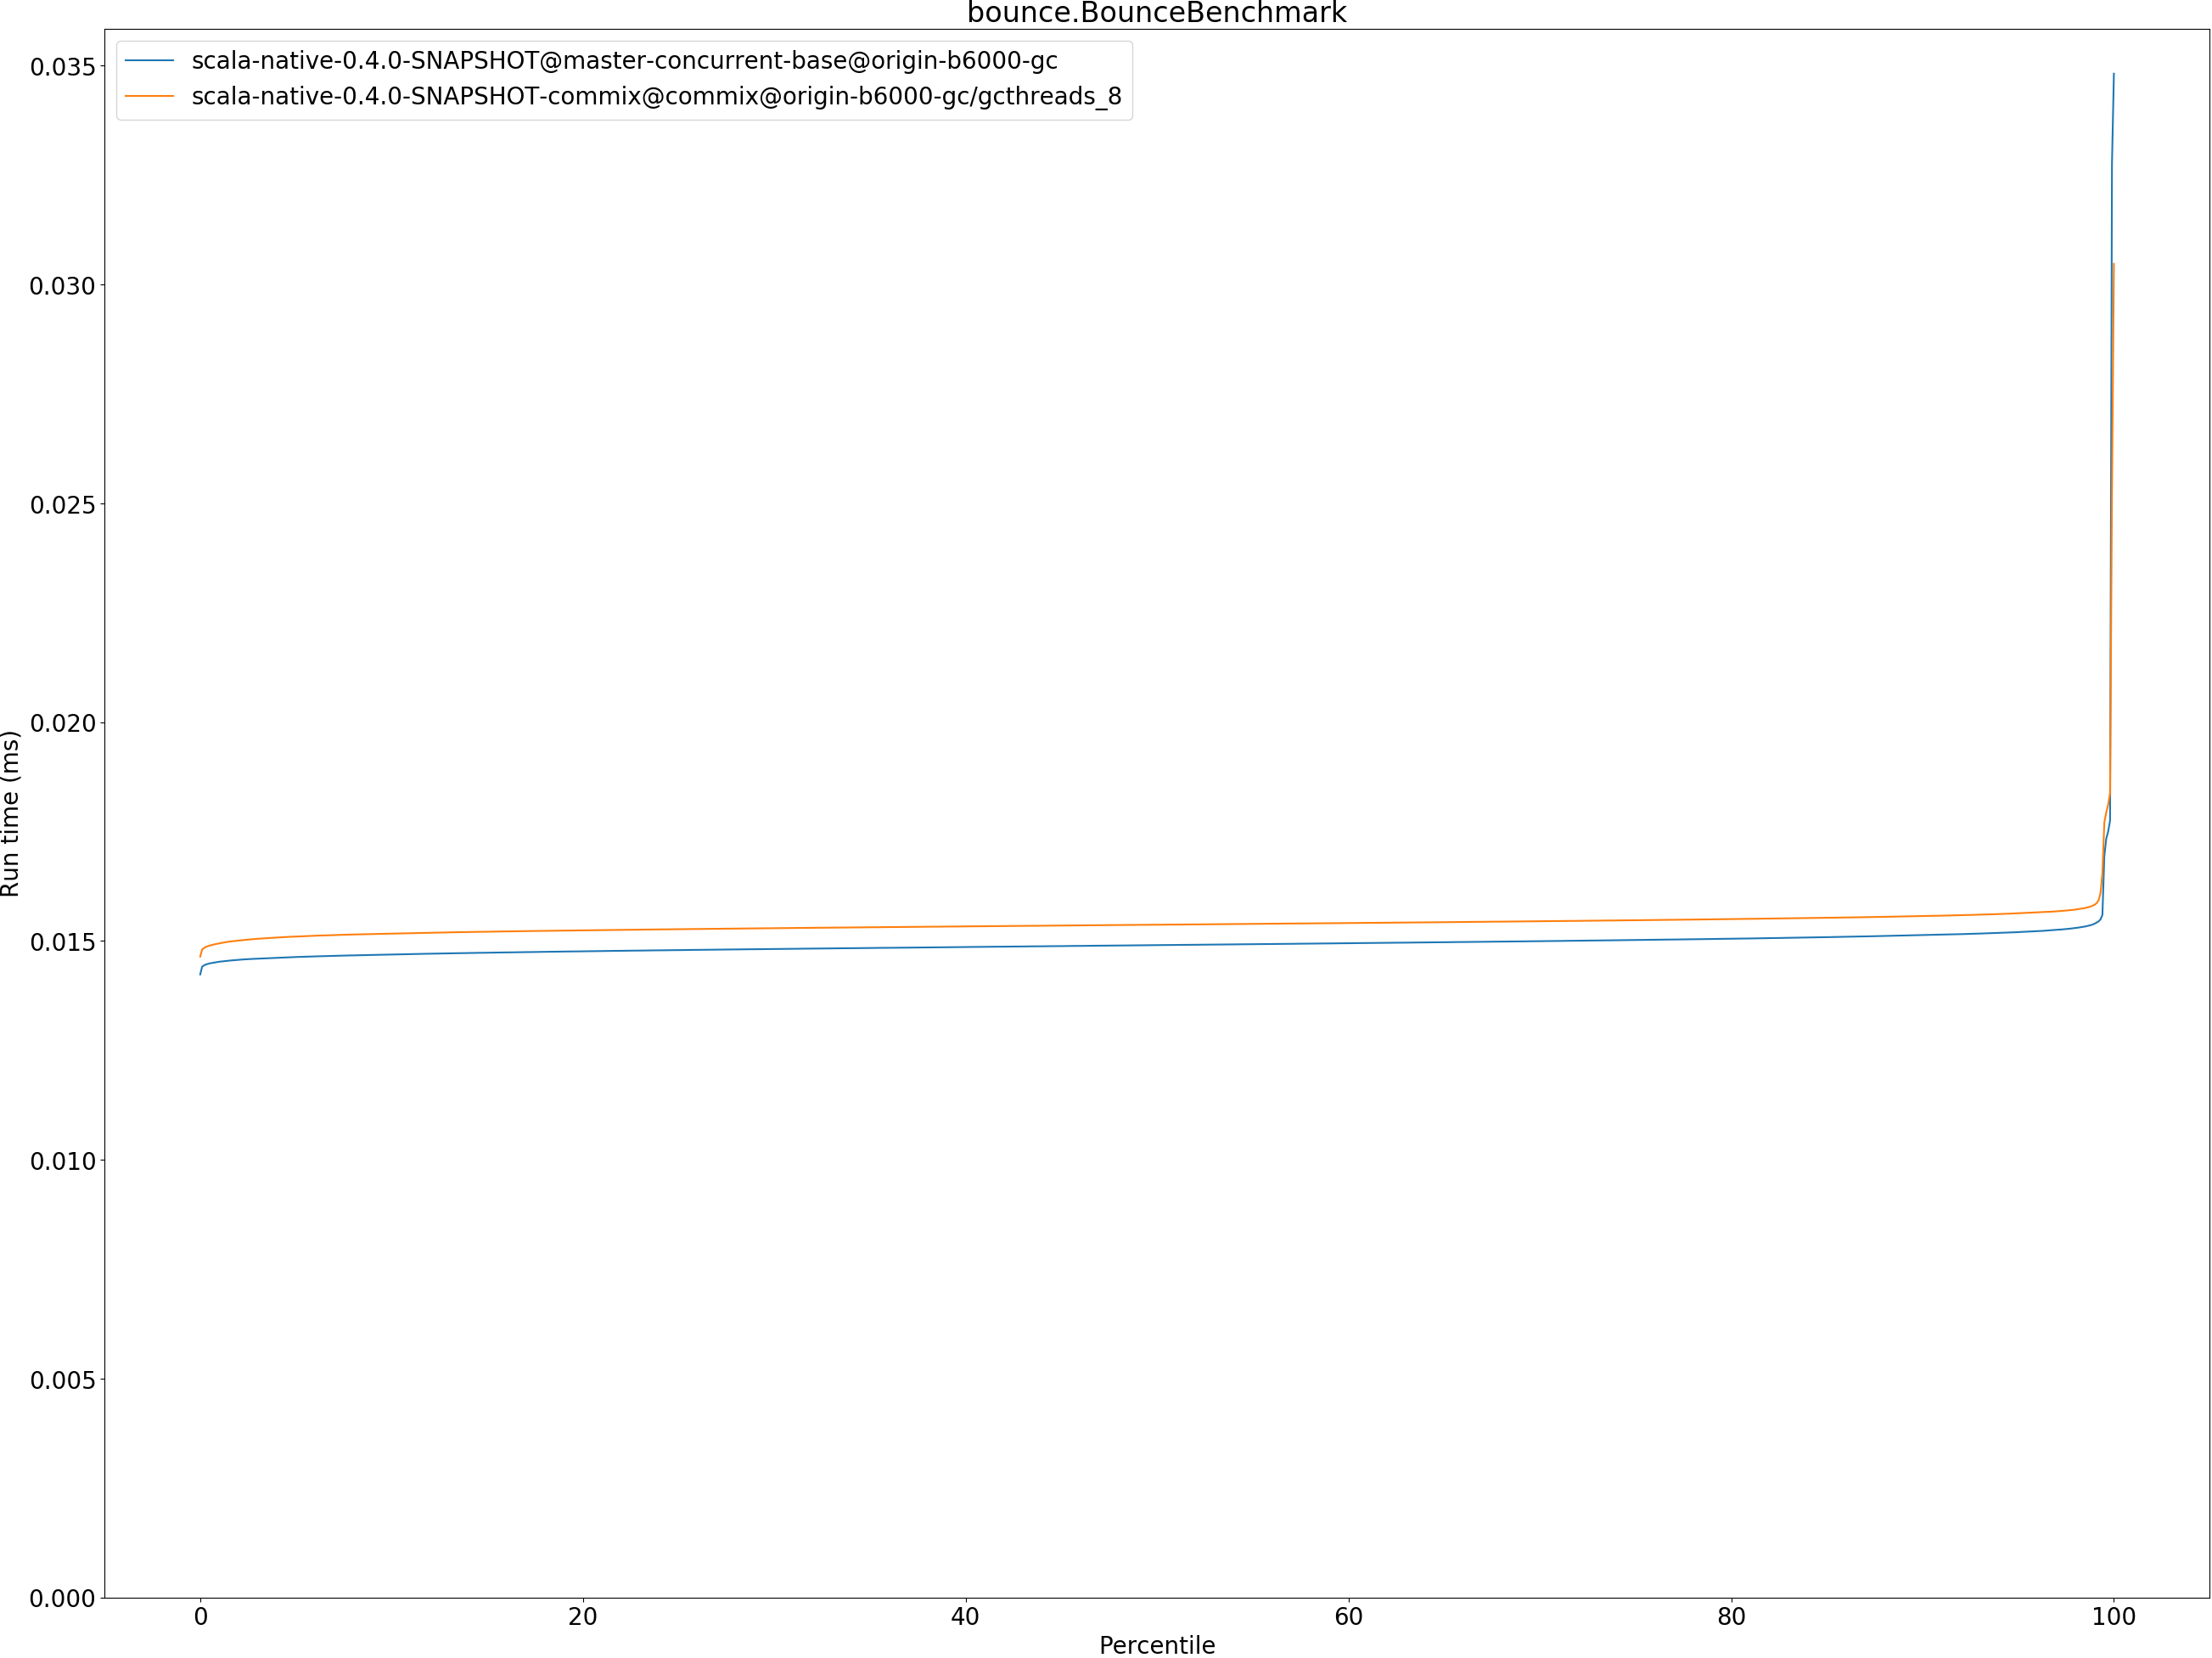 bounce.BounceBenchmark
scala-native-0.4.0-SNAPSHOT@master-concurrent-base@origin-b6000-gc
scala-native-0.4.0-SNAPSHOT-commix@commix@origin-b6000-gc/gcthreads_8
0.035
0.030
0.025
0.020
0.015
0.010
0.005
0.000
Run time (ms)
0 20 40 60 80 100
Percentile